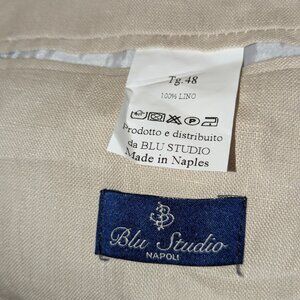 Tg. 48
100% LINO
Prodotto e distribuito
da BLU STUDIO
Made in Naples
Blu Studio
NAPOLI